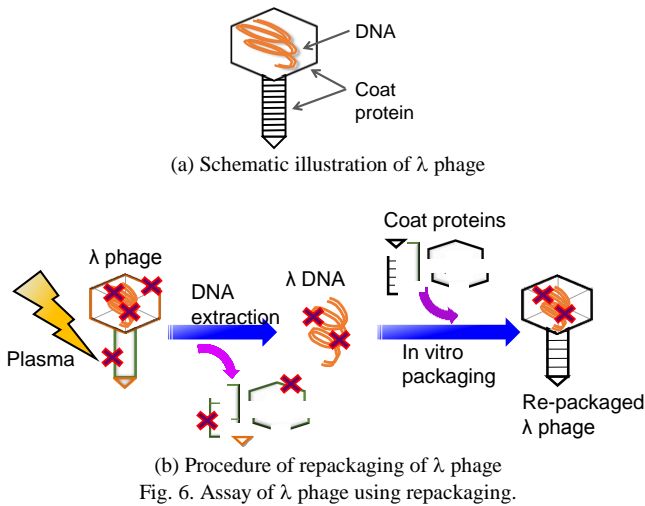 DNA
Coat
protein
(a) Schematic illustration of λ phage
Coat proteins
λ phage
λ DNA
DNA
extraction
Plasma
In vitro
packaging
Re-packaged
λ phage
(b) Procedure of repackaging of λ phage
Fig. 6. Assay of λ phage using repackaging.